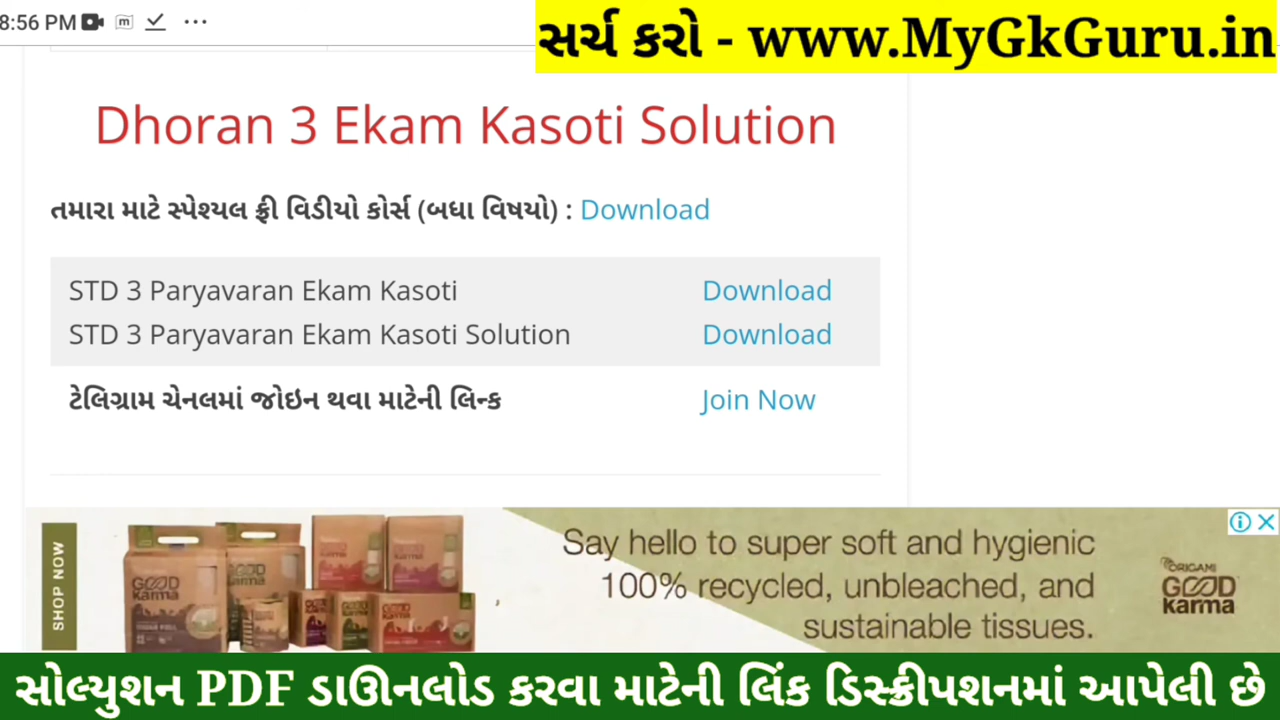 8:56 PM
સર્ચ કરો - www.MyGkGuru.in
Dhoran 3 Ekam Kasoti Solution
તમારા માટે સ્પેશ્યલ ફ્રી વિડીયો કોર્સ (બધા વિષયો) : Download
STD 3 Paryavaran Ekam Kasoti Download
STD 3 Paryavaran Ekam Kasoti Solution Download
ટેલિગ્રામ ચેનલમાં જોઇન થવા માટેની લિન્ક Join Now
SHOP NOW
GOOD karma
Say hello to super soft and hygienic
100% recycled, unbleached, and
sustainable tissues.
ORIGAMI
GOOD
karma
સોલ્યુશન PDF ડાઊનલોડ કરવા માટેની લિંક ડિસ્ક્રીપશનમાં આપેલી છે